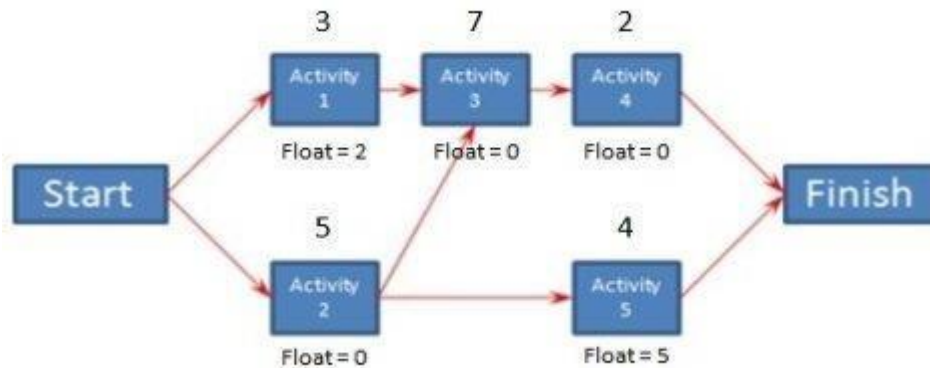 3
7
2
Activity
1
Activity
3
Activity
4
Float = 2
Float = 0
Float = 0
Start
Finish
5
4
Activity
2
Activity
5
Float = 0
Float = 5